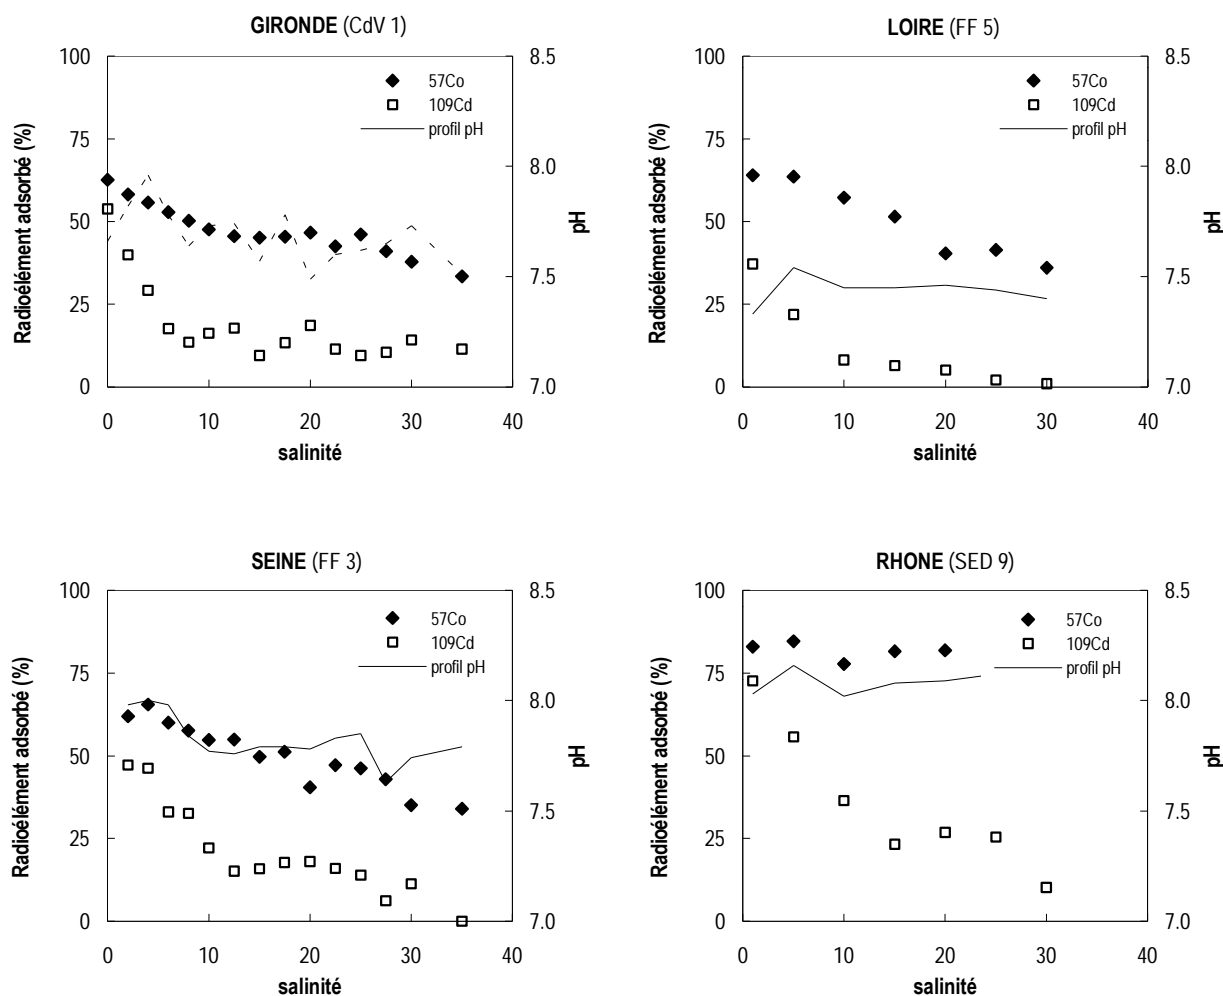 GIRONDE (CdV 1)
100
75
50
25
0
Radioélément adsorbé (%)
57Co
109Cd
profil pH
8.5
8.0
7.5
7.0
pH
0 10 20 30 40
salinité
LOIRE (FF 5)
100
75
50
25
0
Radioélément adsorbé (%)
57Co
109Cd
profil pH
8.5
8.0
7.5
7.0
pH
0 10 20 30 40
salinité
SEINE (FF 3)
100
75
50
25
0
Radioélément adsorbé (%)
57Co
109Cd
profil pH
8.5
8.0
7.5
7.0
pH
0 10 20 30 40
salinité
RHONE (SED 9)
100
75
50
25
0
Radioélément adsorbé (%)
57Co
109Cd
profil pH
8.5
8.0
7.5
7.0
pH
0 10 20 30 40
salinité